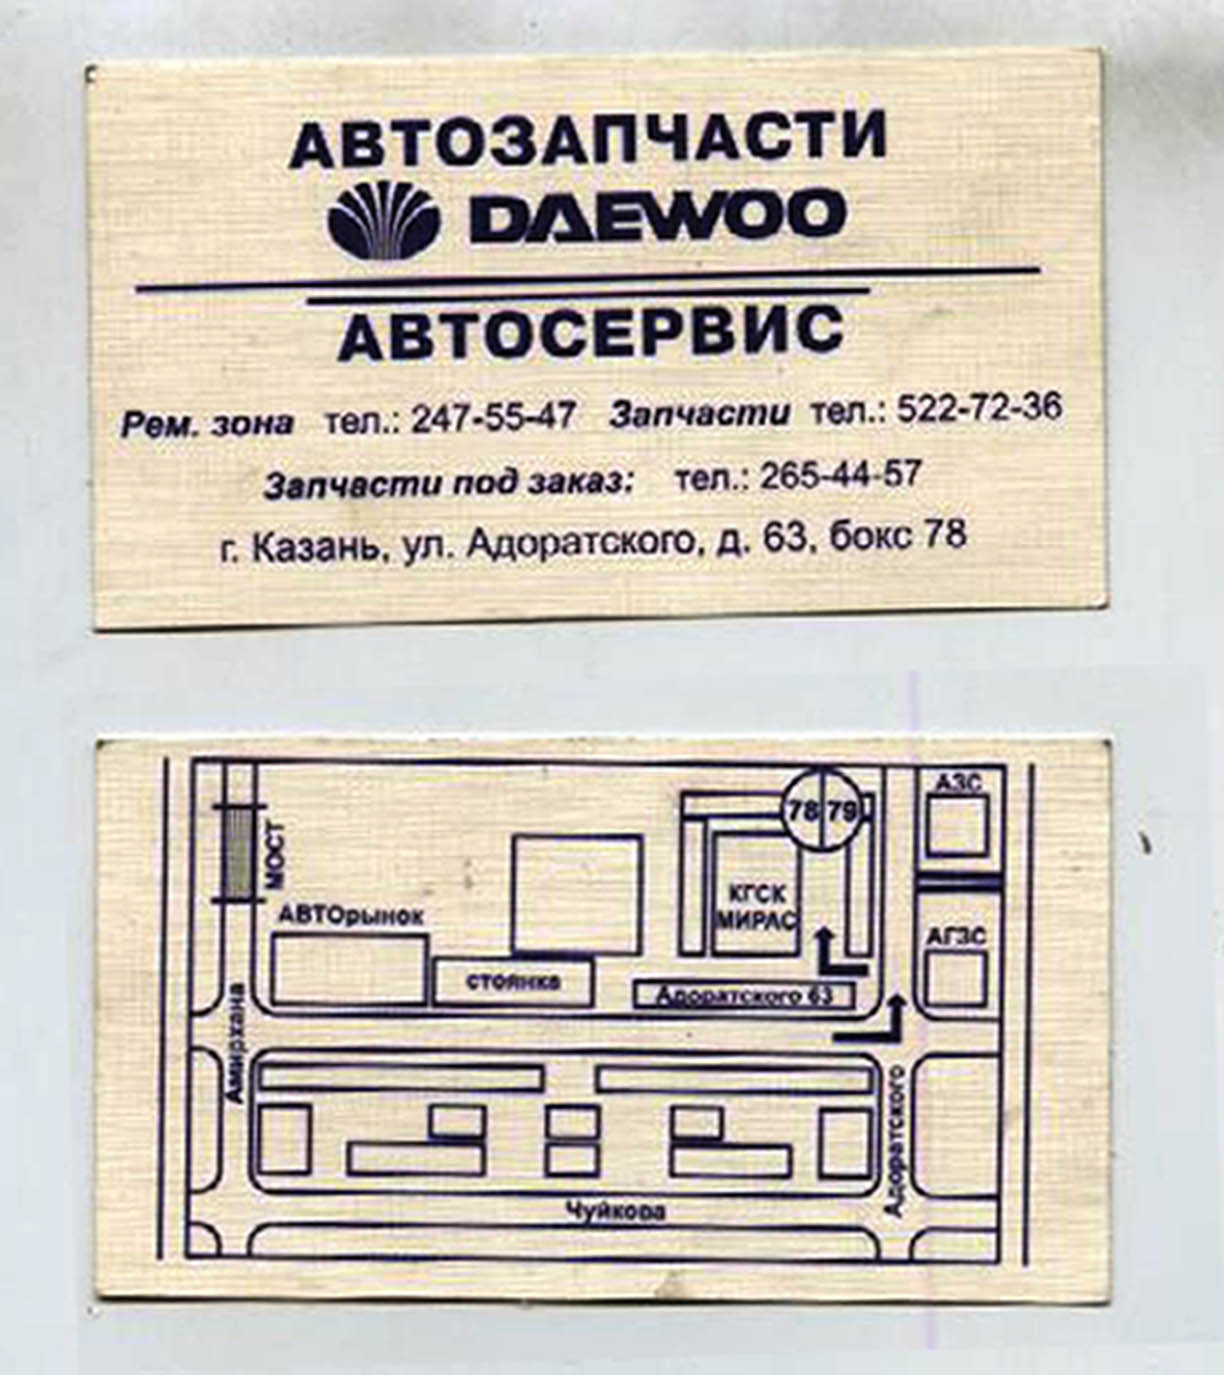 АВТОЗАПЧАСТИ
DAEWOO
АВТОСЕРВИС
Рем. зона тел.: 247-55-47 Запчасти тел.: 522-72-36
Запчасти под заказ: тел.: 265-44-57
г. Казань, ул. Адоратского, д. 63, бокс 78
АЗС
78 79
МОСТ
КГСК
МИРАС
АВТОрынок
АГЗС
стоянка
Адоратского 63
Амирхана
Адоратского
Чуйкова